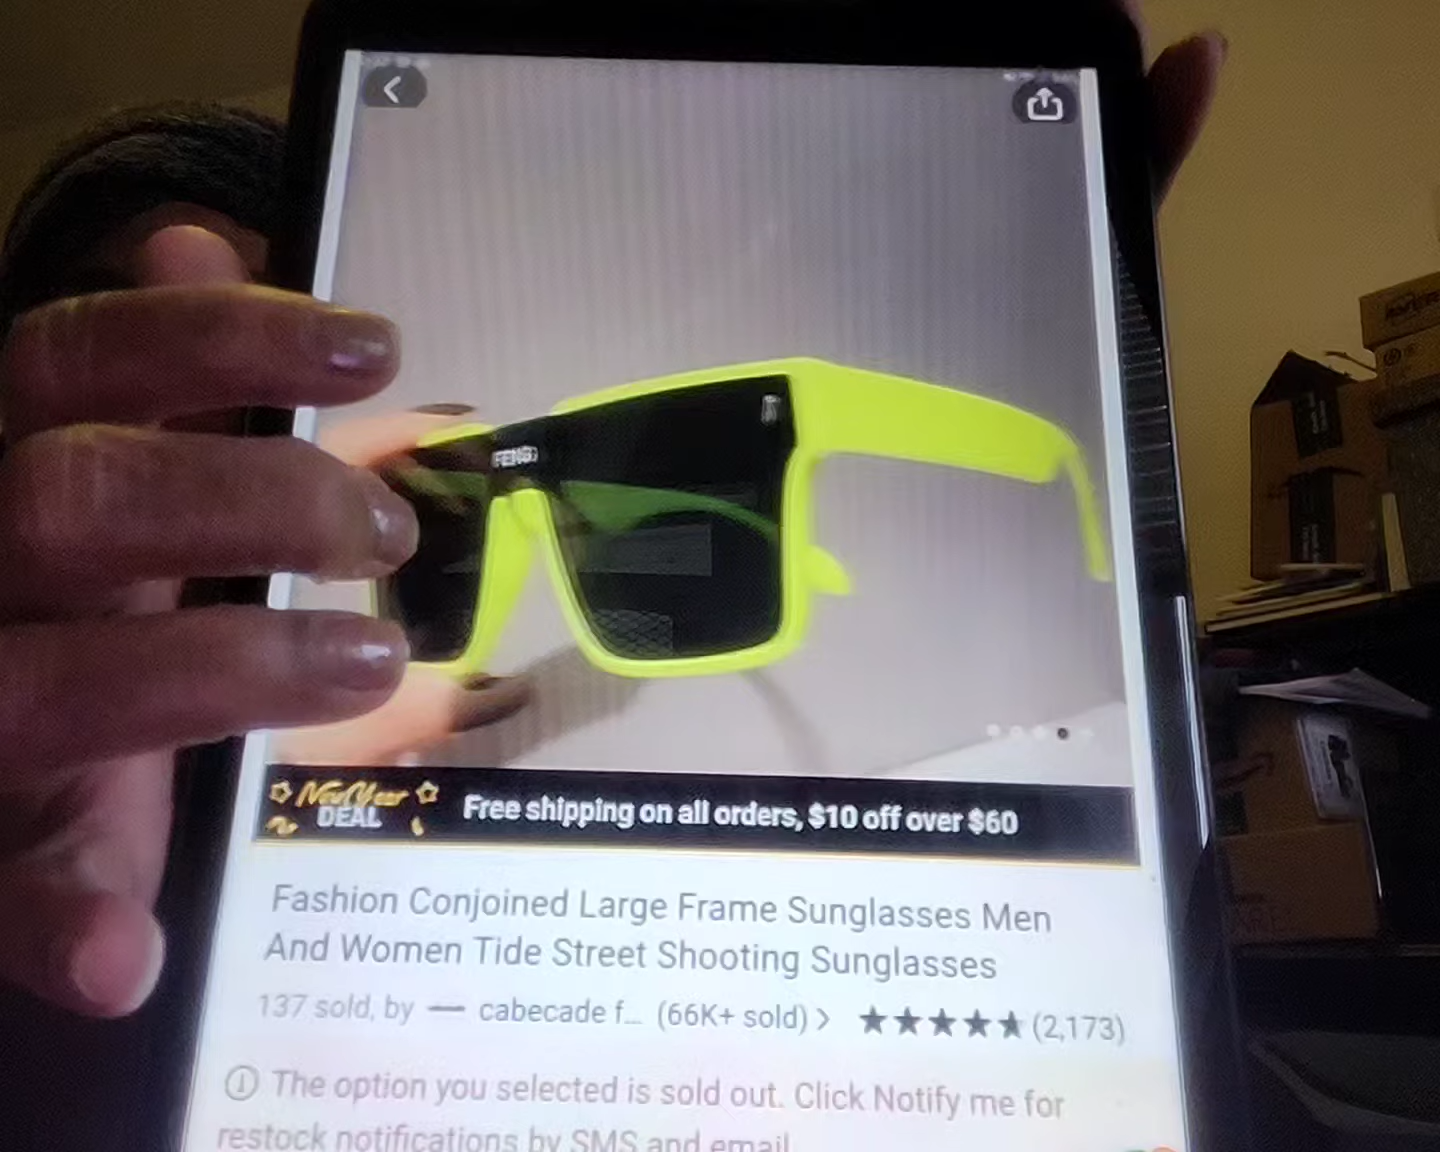 FENG
New Year
DEAL
Free shipping on all orders, $10 off over $60
Fashion Conjoined Large Frame Sunglasses Men
And Women Tide Street Shooting Sunglasses
137 sold, by — cabecade f... (66K+ sold) > ★★★★★ (2,173)
The option you selected is sold out. Click Notify me for
restock notifications by SMS and email